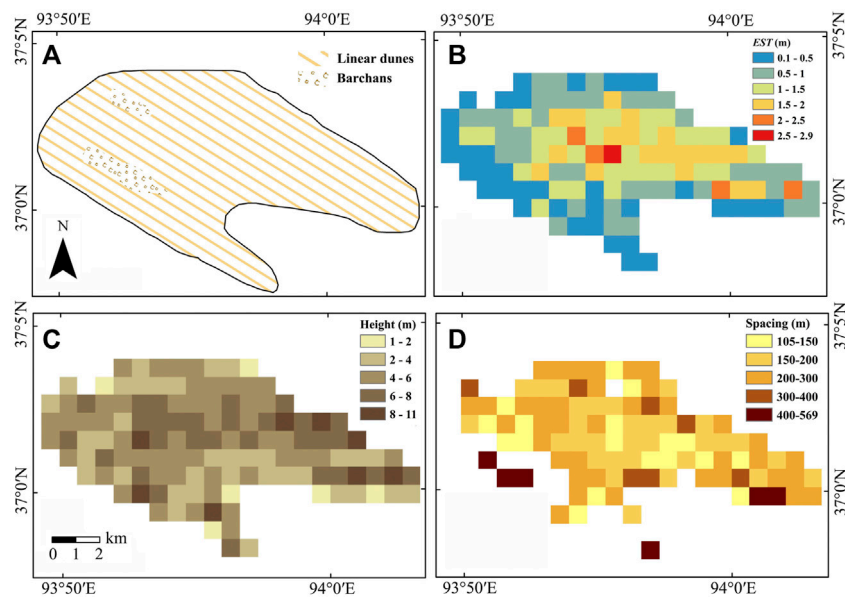 93°50′E
94°0′E
93°50′E
94°0′E
37°5′N
A
Linear dunes
Barchans
N
37°0′N
B
EST (m)
0.1 - 0.5
0.5 - 1
1 - 1.5
1.5 - 2
2 - 2.5
2.5 - 2.9
37°5′N
37°0′N
37°5′N
C
Height (m)
1 - 2
2 - 4
4 - 6
6 - 8
8 - 11
37°0′N
km
0 1 2
D
Spacing (m)
105-150
150-200
200-300
300-400
400-569
37°5′N
37°0′N
93°50′E
94°0′E
93°50′E
94°0′E